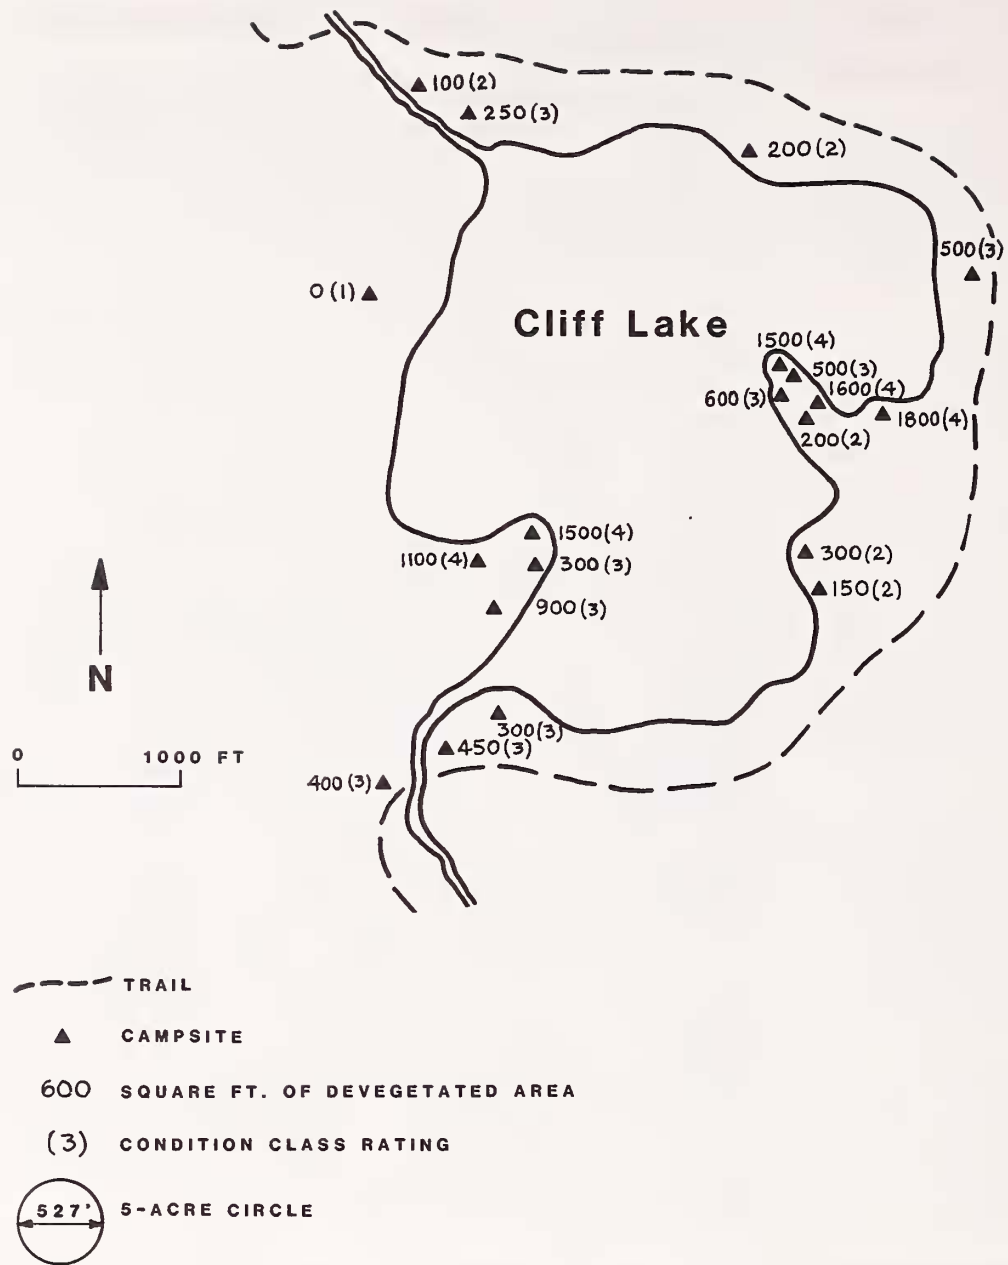 100(2)
250(3)
200(2)
500(3)
0(1)
Cliff Lake
1500(4)
500(3)
600(3)
1600(4)
1800(4)
200(2)
1500(4)
1100(4)
300(3)
300(2)
150(2)
900(3)
N
300(3)
450(3)
400(3)
0 1000 FT
TRAIL
CAMPSITE
600 SQUARE FT. OF DEVEGETATED AREA
(3) CONDITION CLASS RATING
527' 5-ACRE CIRCLE